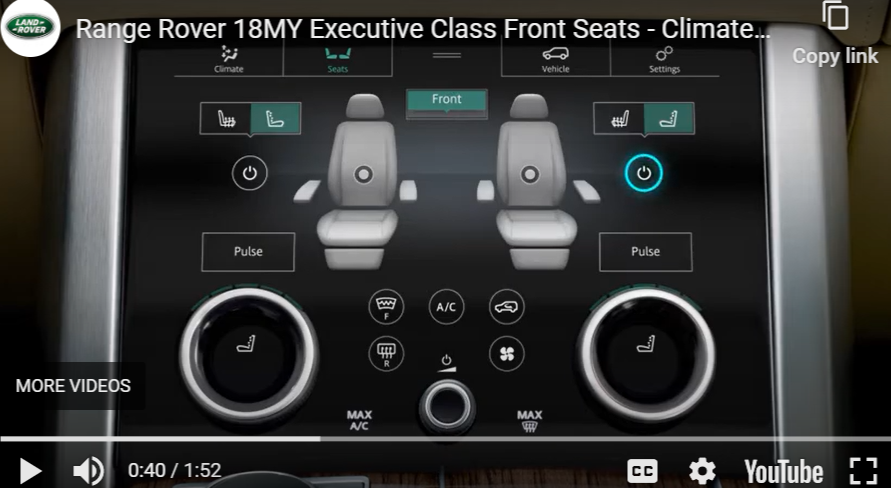 LAND-
ROVER
Range Rover 18MY Executive Class Front Seats - Climate...
Copy link
Climate
Seats
Vehicle
Settings
Front
Pulse
Pulse
F
A/C
R
MAX
A/C
MAX
MORE VIDEOS
0:40 / 1:52
CC
YouTube